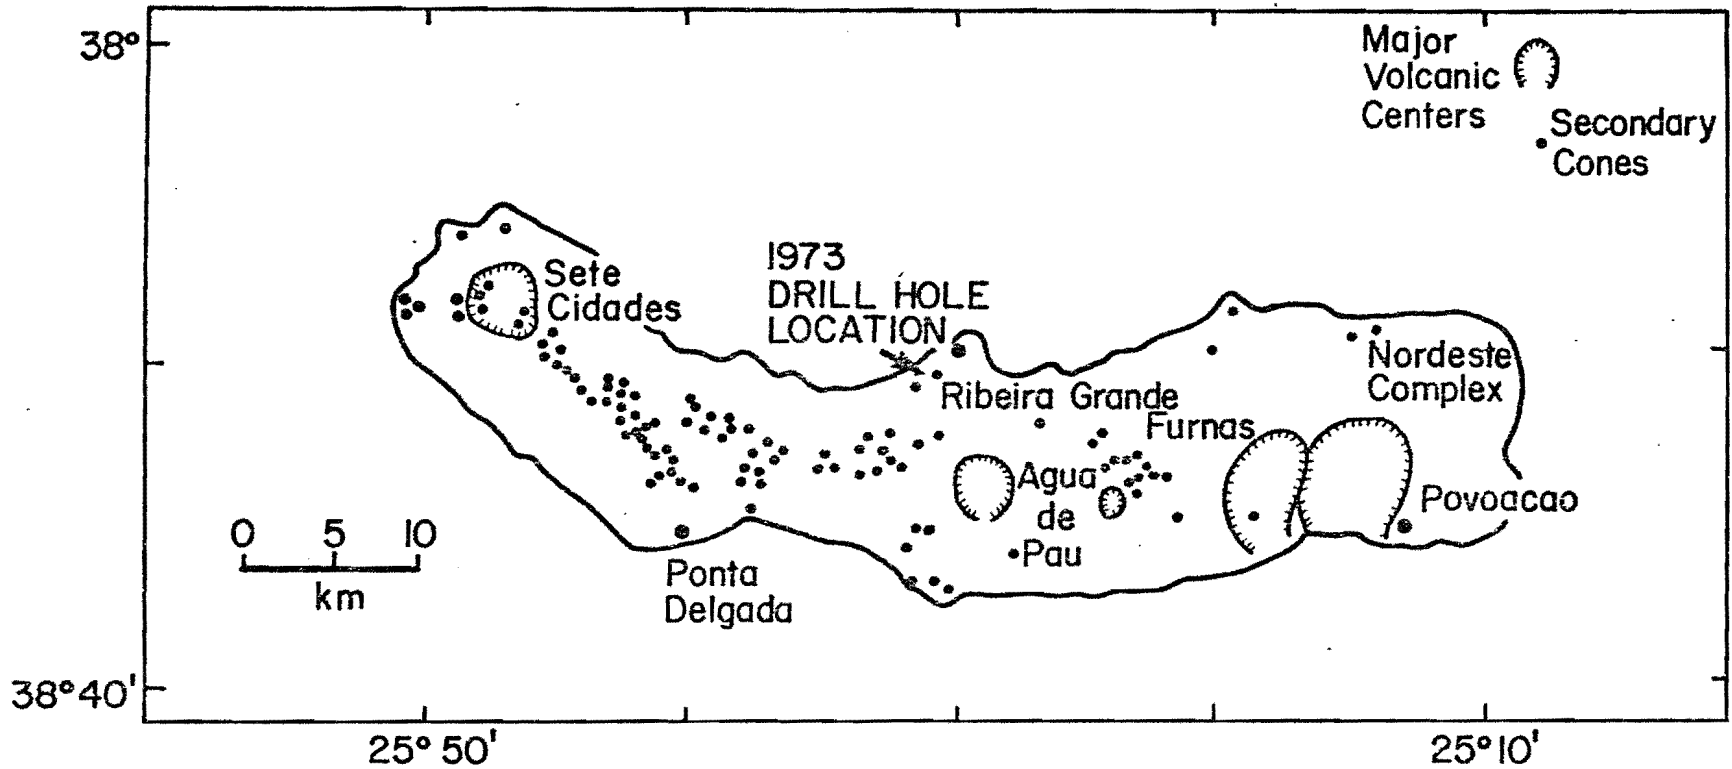 38°
Major
Volcanic
Centers
Secondary
Cones
Sete
Cidades
1973
DRILL HOLE
LOCATION
Nordeste
Complex
Ribeira Grande
Furnas
Agua
de
Pau
Povoacao
0 5 10
km
Ponta
Delgada
38°40'
25° 50'
25° 10'